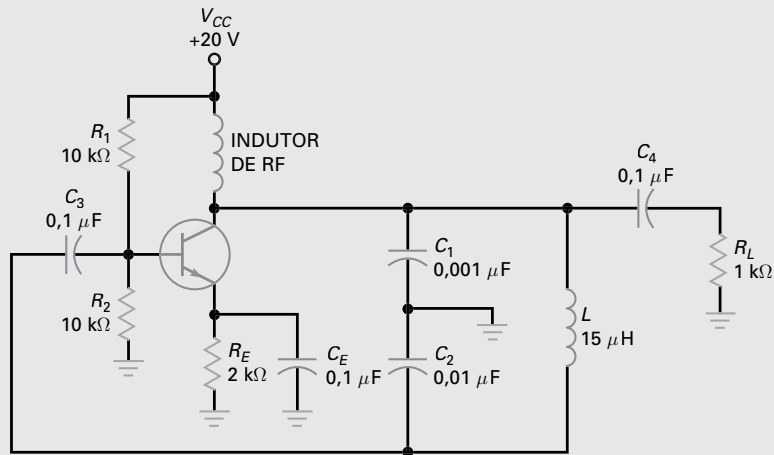 V_CC
+20 V
R_1
10 kΩ
INDUTOR
DE RF
C_3
0,1 μF
C_4
0,1 μF
C_1
0,001 μF
R_L
1 kΩ
R_2
10 kΩ
R_E
2 kΩ
C_E
0,1 μF
C_2
0,01 μF
L
15 μH